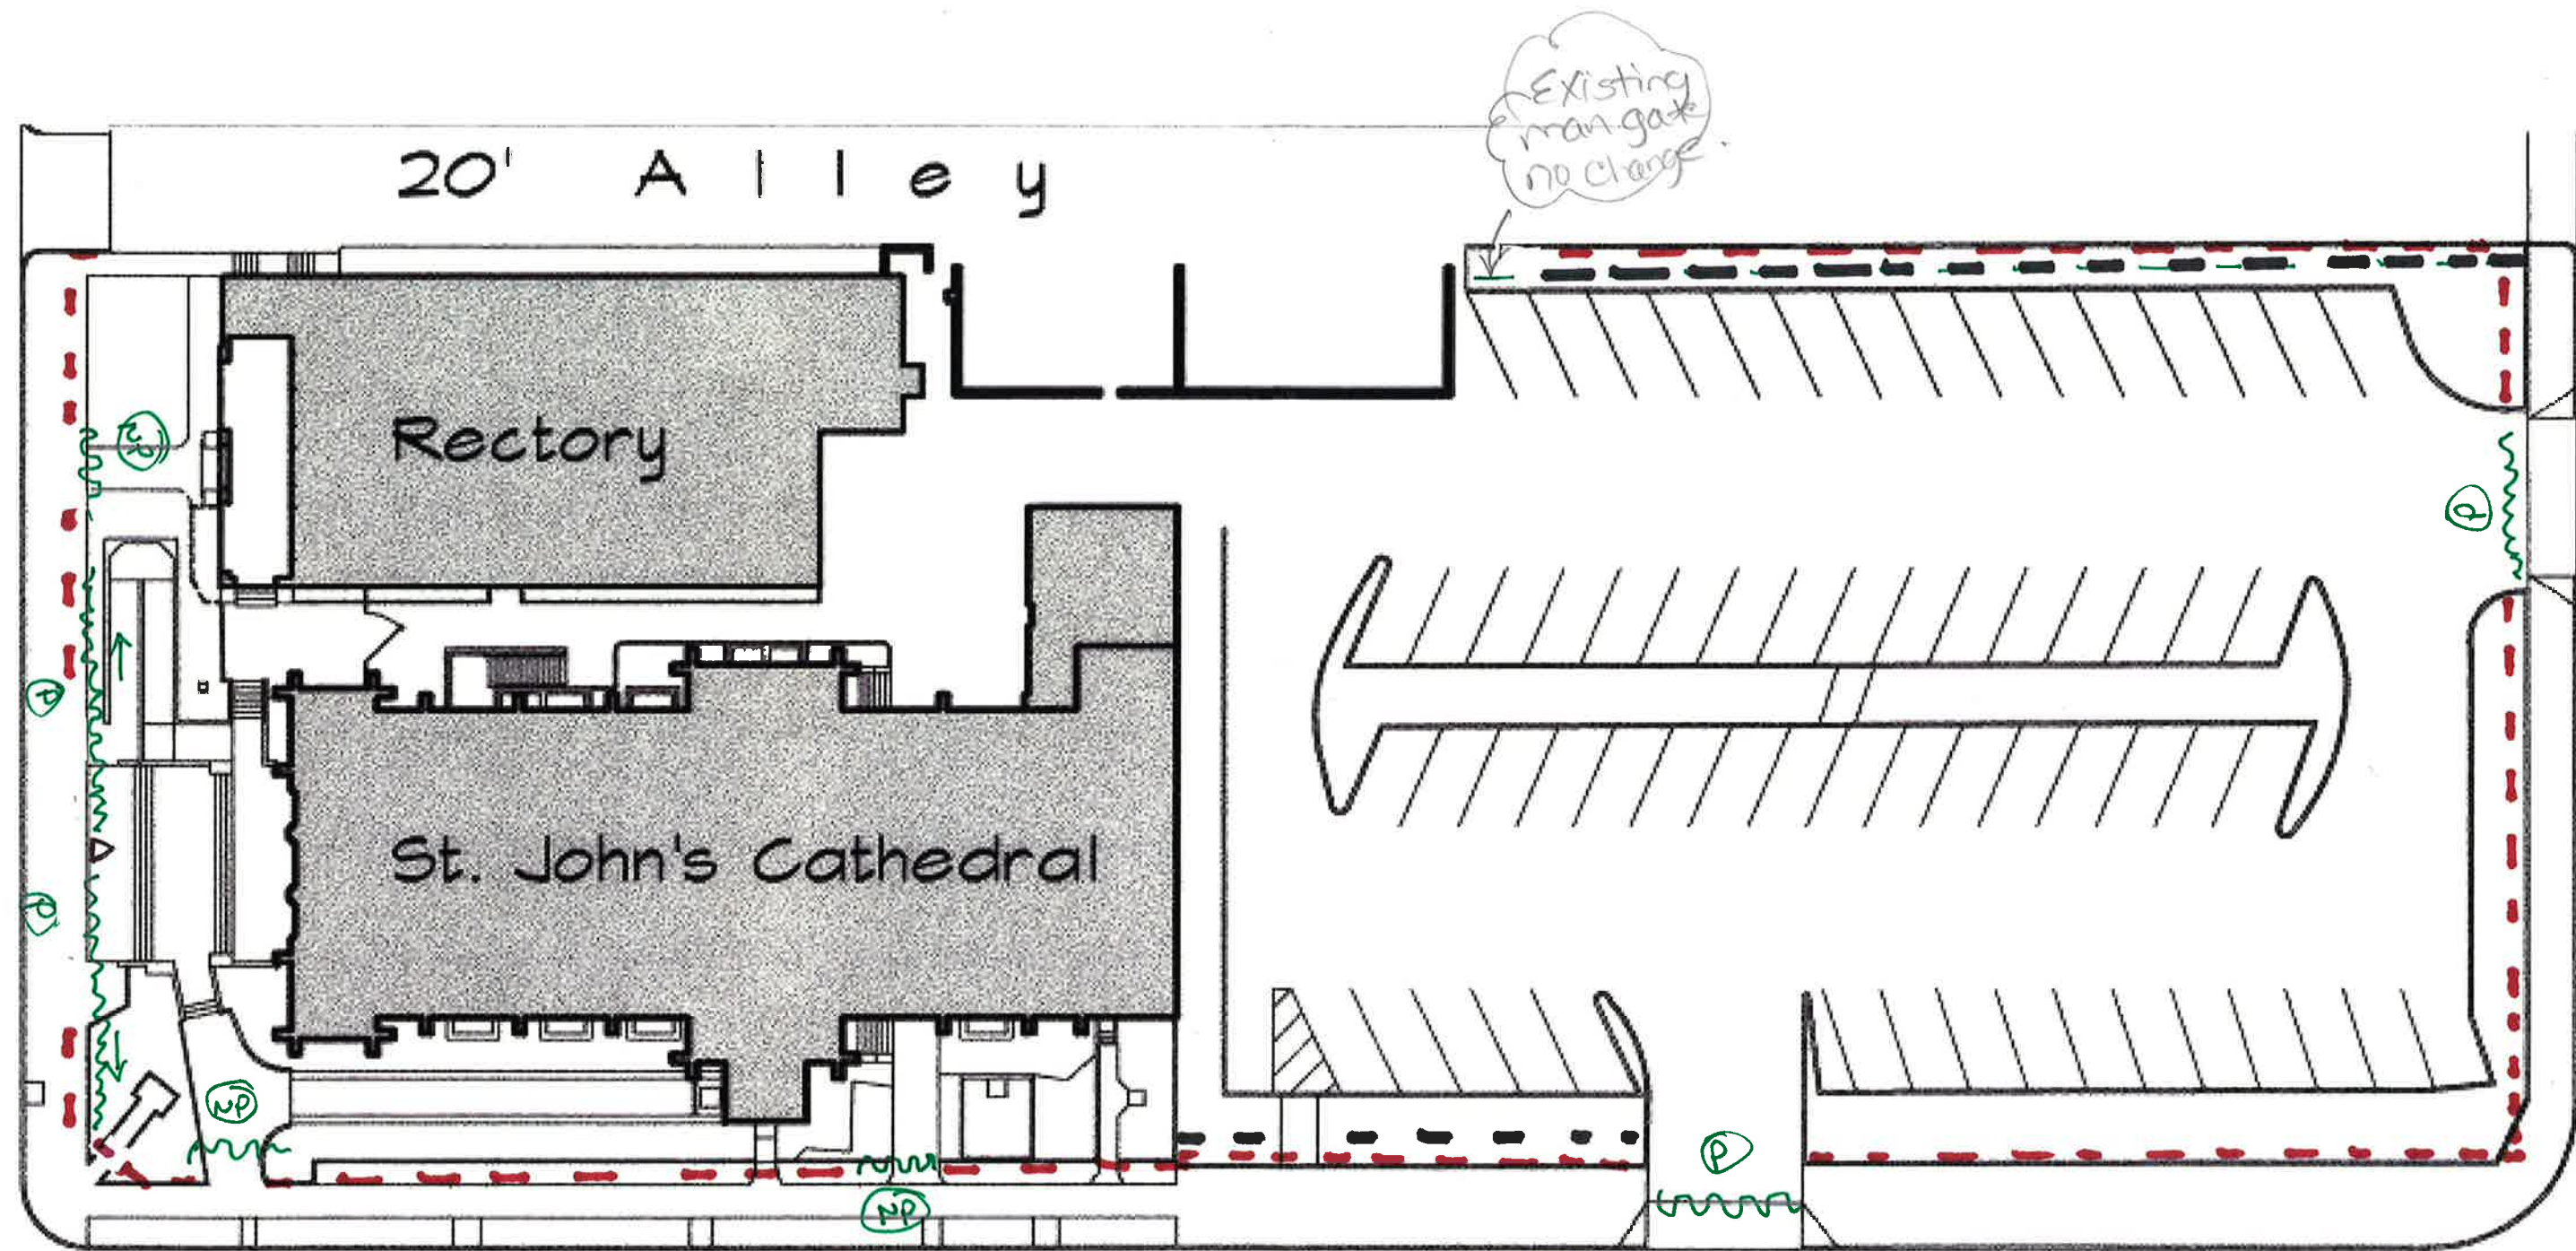 Existing
man.gate
no change.
20' Alley
Rectory
NP
P
P
St. John's Cathedral
P
NP
P
NP